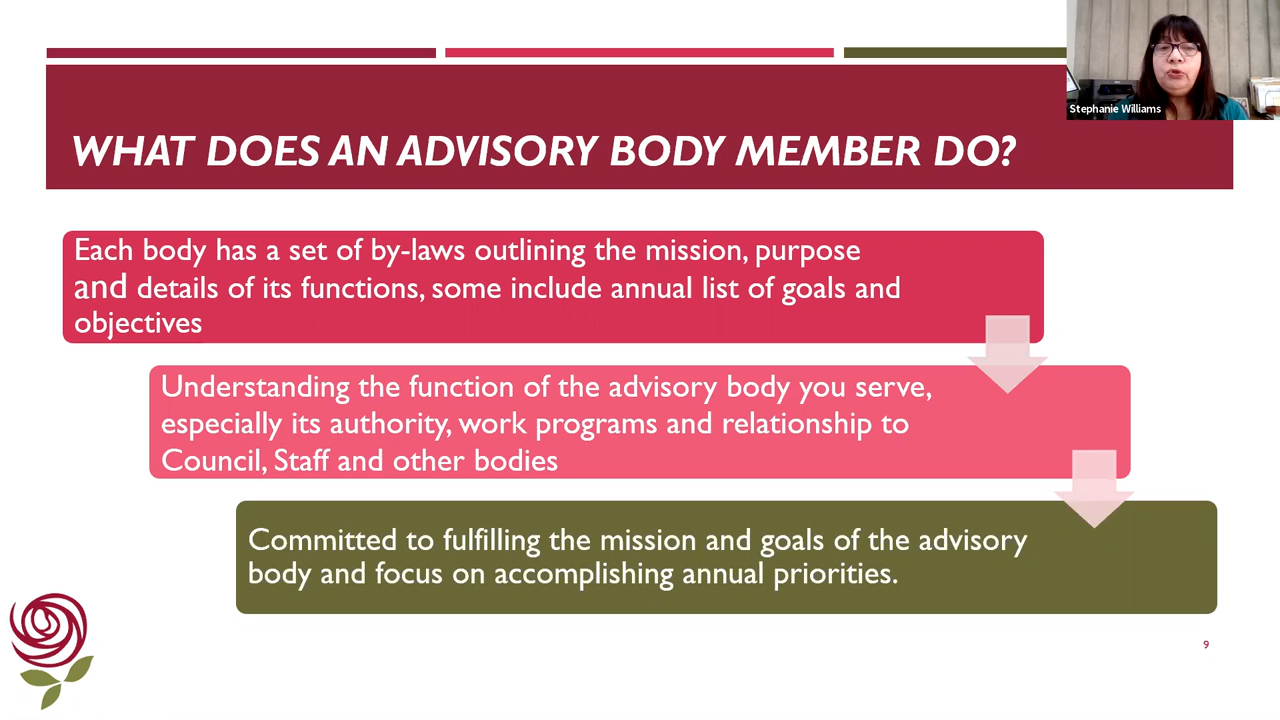 Stephanie Williams
WHAT DOES AN ADVISORY BODY MEMBER DO?
Each body has a set of by-laws outlining the mission, purpose
and details of its functions, some include annual list of goals and
objectives
Understanding the function of the advisory body you serve,
especially its authority, work programs and relationship to
Council, Staff and other bodies
Committed to fulfilling the mission and goals of the advisory
body and focus on accomplishing annual priorities.
9